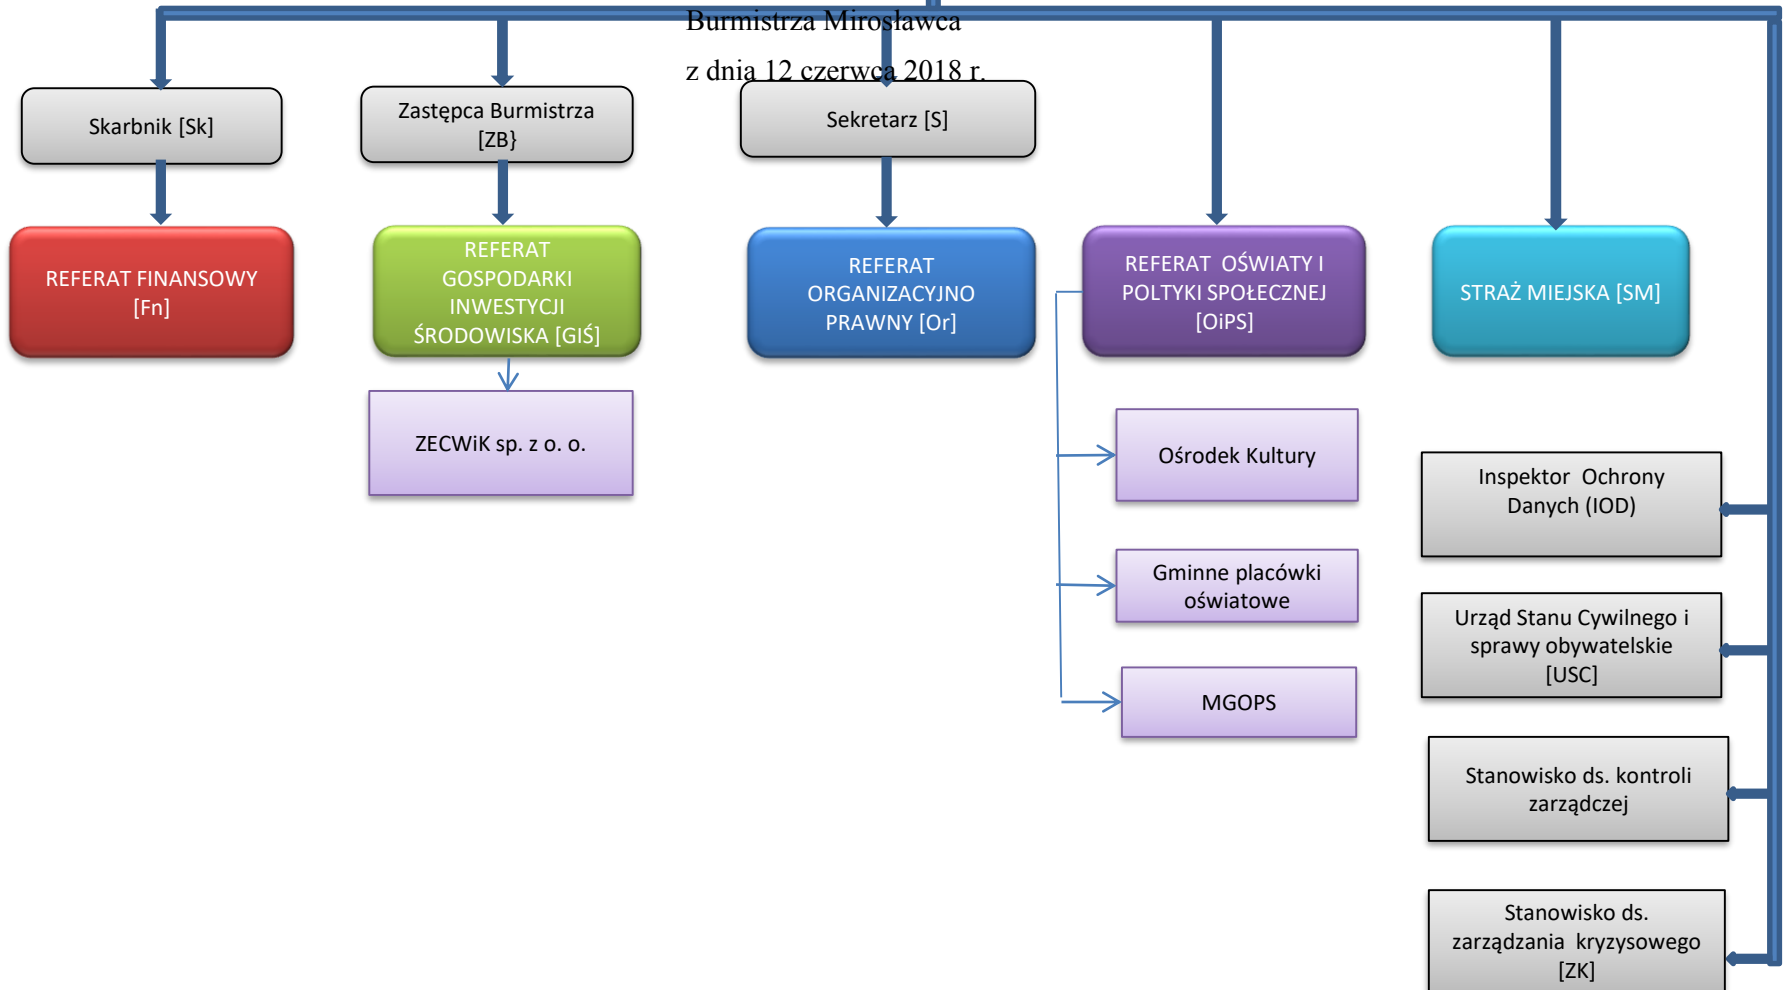 Burmistrza Mirosławca
z dnia 12 czerwca 2018 r.
Skarbnik [Sk]
Zastępca Burmistrza
[ZB}
Sekretarz [S]
REFERAT FINANSOWY
[Fn]
REFERAT
GOSPODARKI
INWESTYCJI
ŚRODOWISKA [GIŚ]
REFERAT
ORGANIZACYJNO
PRAWNY [Or]
REFERAT OŚWIATY I
POLTYKI SPOŁECZNEJ
[OiPS]
STRAŻ MIEJSKA [SM]
ZECWiK sp. z o. o.
Ośrodek Kultury
Gminne placówki
oświatowe
MGOPS
Inspektor Ochrony
Danych (IOD)
Urząd Stanu Cywilnego i
sprawy obywatelskie
[USC]
Stanowisko ds. kontroli
zarządczej
Stanowisko ds.
zarządzania kryzysowego
[ZK]